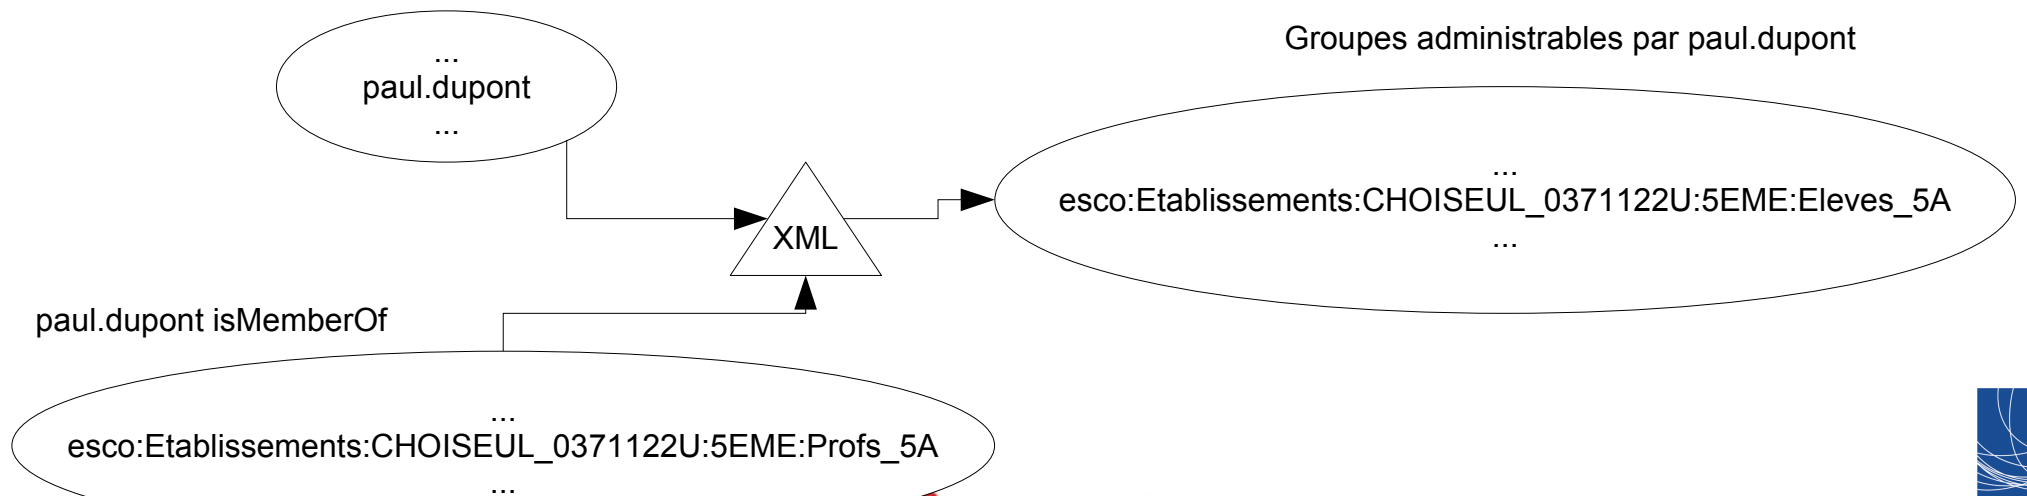 ...
paul.dupont
...
Groupes administrables par paul.dupont
...
esco:Etablissements:CHOISEUL_0371122U:5EME:Eleves_5A
...
XML
paul.dupont isMemberOf
...
esco:Etablissements:CHOISEUL_0371122U:5EME:Profs_5A
...